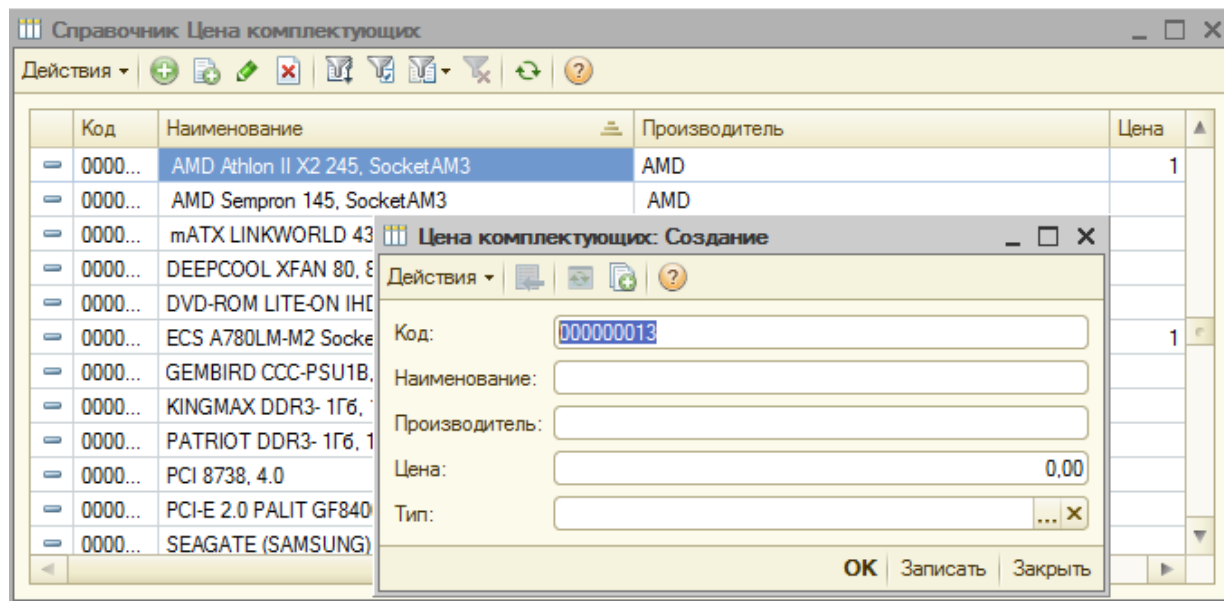 Справочник Цена комплектующих
Действия
Код Наименование Производитель Цена
0000... AMD Athlon II X2 245, SocketAM3 AMD 1
0000... AMD Sempron 145, SocketAM3 AMD
0000... mATX LINKWORLD 43
0000... DEEPCOOL XFAN 80, 8
0000... DVD-ROM LITE-ON IHD
0000... ECS A780LM-M2 Socke 1
0000... GEMBIRD CCC-PSU1B,
0000... KINGMAX DDR3- 1Гб, 1
0000... PATRIOT DDR3- 1Гб, 1
0000... PCI 8738, 4.0
0000... PCI-E 2.0 PALIT GF840
0000... SEAGATE (SAMSUNG)
Цена комплектующих: Создание
Действия
Код: 000000013
Наименование:
Производитель:
Цена: 0,00
Тип: ...
OK Записать Закрыть